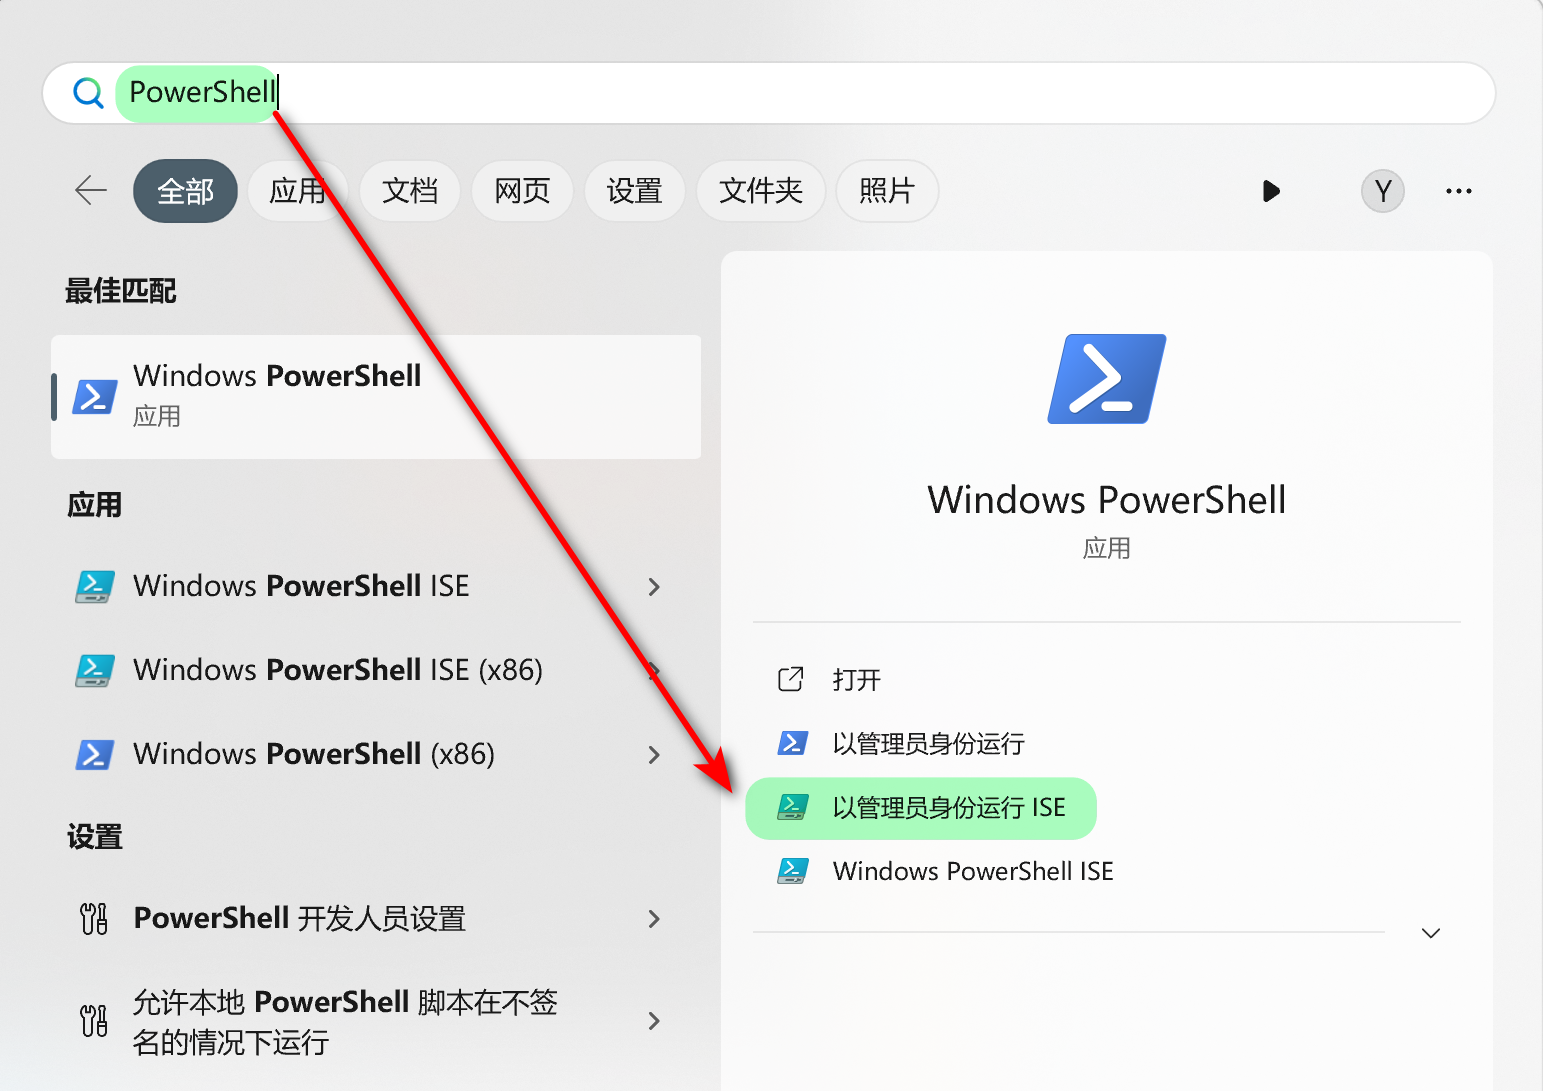 PowerShell
全部 应用 文档 网页 设置 文件夹 照片 Y
最佳匹配
Windows PowerShell
应用
应用
Windows PowerShell ISE
Windows PowerShell ISE (x86)
Windows PowerShell (x86)
设置
PowerShell 开发人员设置
允许本地 PowerShell 脚本在不签
名的情况下运行
Windows PowerShell
应用
打开
以管理员身份运行
以管理员身份运行 ISE
Windows PowerShell ISE